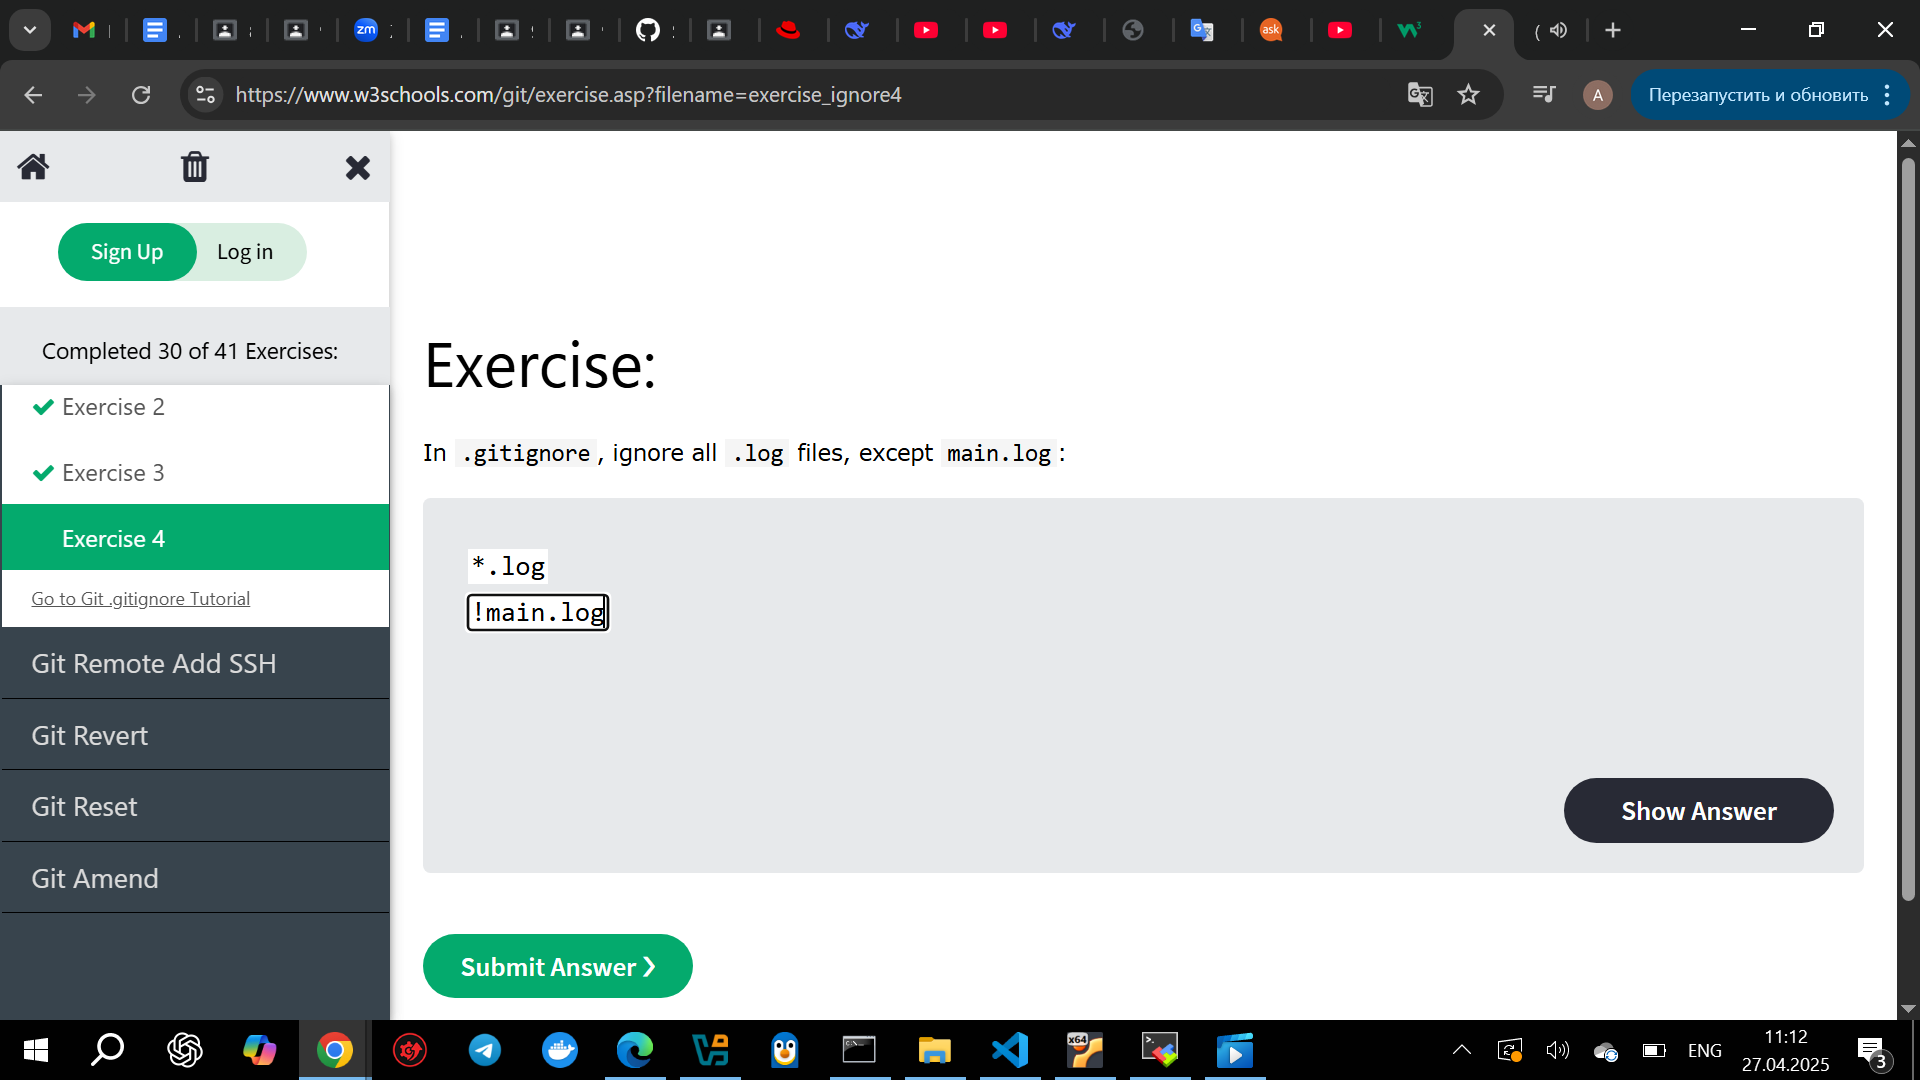 zm
ask
https://www.w3schools.com/git/exercise.asp?filename=exercise_ignore4
A
Перезапустить и обновить
Sign Up
Log in
Completed 30 of 41 Exercises:
Exercise 2
Exercise 3
Exercise 4
Go to Git .gitignore Tutorial
Git Remote Add SSH
Git Revert
Git Reset
Git Amend
Exercise:
In .gitignore, ignore all .log files, except main.log:
*.log
!main.log
Show Answer
Submit Answer ❯
x64
ENG
11:12
27.04.2025
3